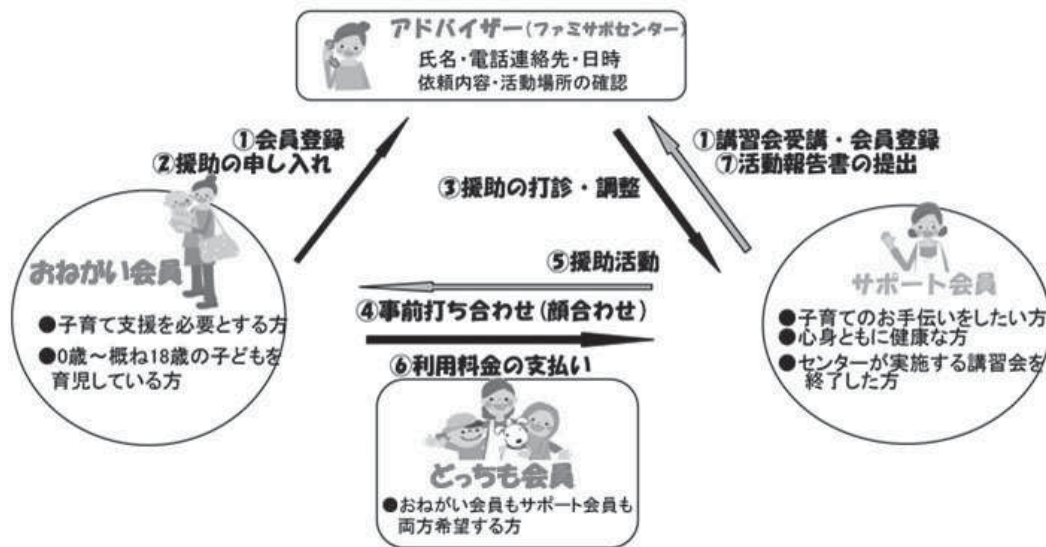 アドバイザー(ファミサポセンター)
氏名・電話連絡先・日時
依頼内容・活動場所の確認
①会員登録
②援助の申し入れ
①講習会受講・会員登録
⑦活動報告書の提出
③援助の打診・調整
おねがい会員
●子育て支援を必要とする方
●0歳～概ね18歳の子どもを
育児している方
⑤援助活動
④事前打ち合わせ(顔合わせ)
⑥利用料金の支払い
サポート会員
●子育てのお手伝いをしたい方
●心身ともに健康な方
●センターが実施する講習会を
終了した方
どっちも会員
●おねがい会員もサポート会員も
両方希望する方